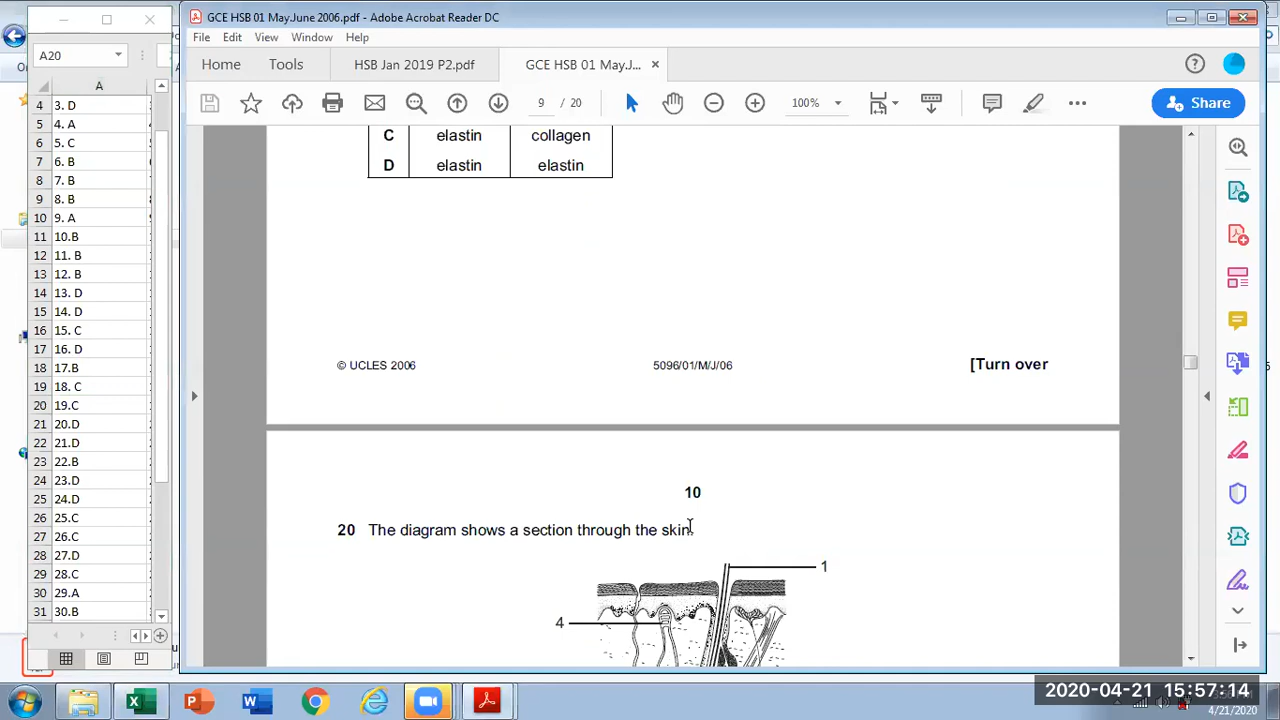 GCE HSB 01 May.June 2006.pdf - Adobe Acrobat Reader DC
File Edit View Window Help
Home Tools HSB Jan 2019 P2.pdf GCE HSB 01 May.J... ×
9 / 20 100% Share
A20
A
4 3. D
5 4. A
6 5. C
7 6. B
8 7. B
9 8. B
10 9. A
11 10.B
12 11. B
13 12. B
14 13. D
15 14. D
16 15. C
17 16. D
18 17.B
19 18. C
20 19.C
21 20.D
22 21.D
23 22.B
24 23.D
25 24.D
26 25.C
27 26.C
28 27.D
29 28.C
30 29.A
31 30.B
C elastin collagen
D elastin elastin
© UCLES 2006 5096/01/M/J/06 [Turn over
10
20 The diagram shows a section through the skin.
1
4
2020-04-21 15:57:14
4/21/2020